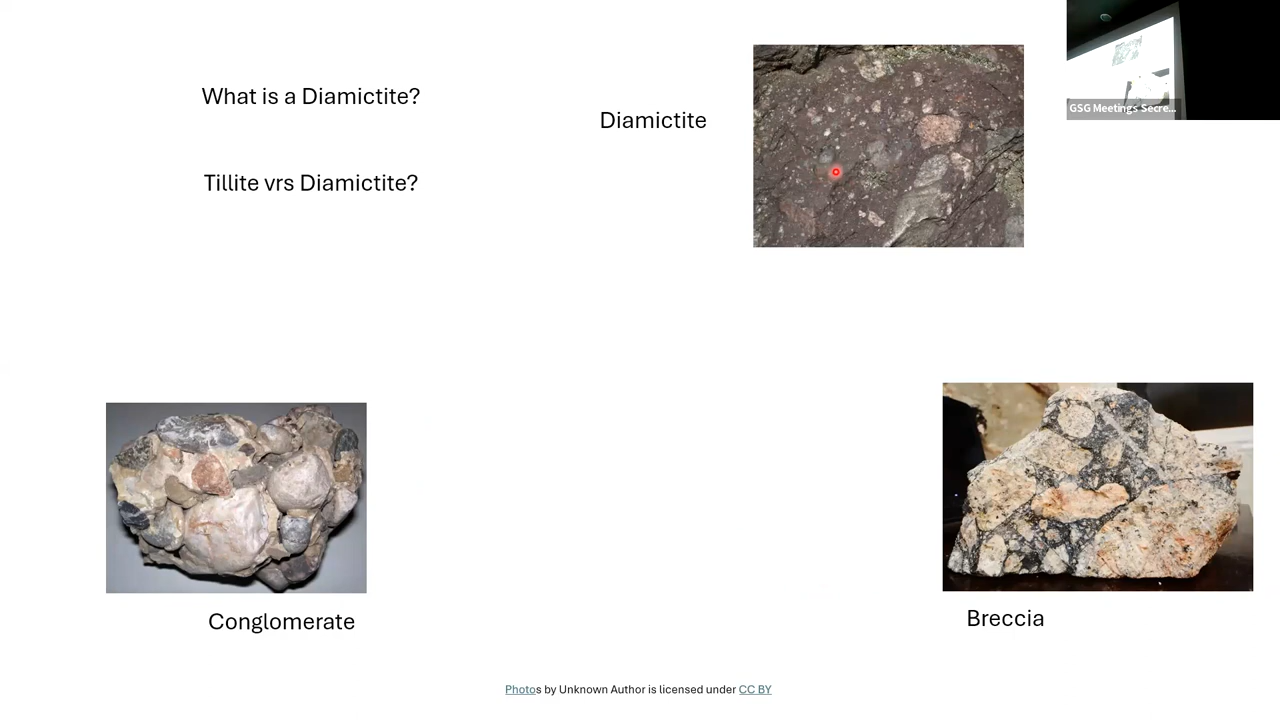 What is a Diamictite?
Diamictite
GSG Meetings Secre...
Tillite vrs Diamictite?
Conglomerate
Breccia
Photos by Unknown Author is licensed under CC BY